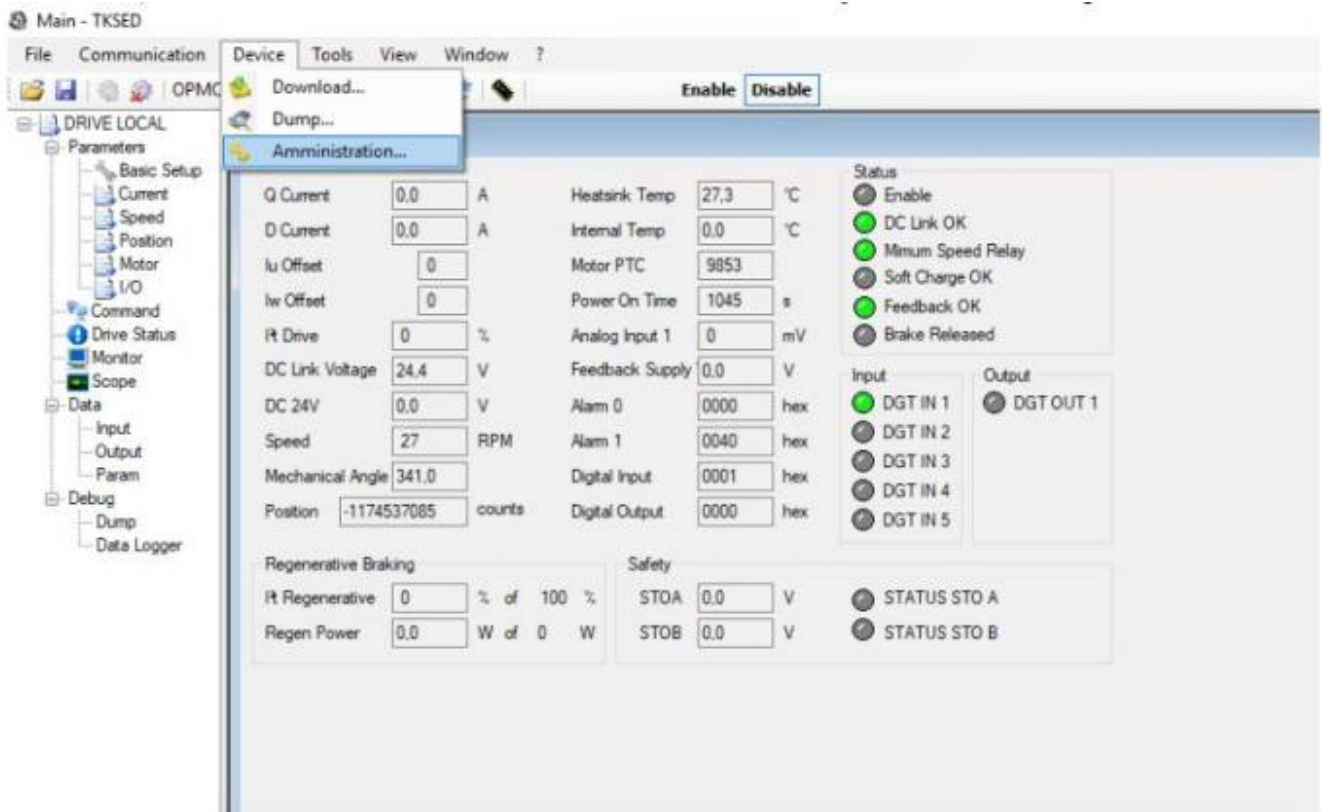 Main - TKSED
File Communication Device Tools View Window ?
OPMO Enable Disable
Download...
Dump...
Amministration...
DRIVE LOCAL
Parameters
Basic Setup
Current
Speed
Position
Motor
I/O
Command
Drive Status
Monitor
Scope
Data
Input
Output
Param
Debug
Dump
Data Logger
Q Current 0,0 A
D Current 0,0 A
Iu Offset 0
Iw Offset 0
I²t Drive 0 %
DC Link Voltage 24,4 V
DC 24V 0,0 V
Speed 27 RPM
Mechanical Angle 341,0
Position -1174537085 counts
Heatsink Temp 27,3 °C
Internal Temp 0,0 °C
Motor PTC 9853
Power On Time 1045 s
Analog Input 1 0 mV
Feedback Supply 0,0 V
Alarm 0 0000 hex
Alarm 1 0040 hex
Digital Input 0001 hex
Digital Output 0000 hex
Status
Enable
DC Link OK
Mimum Speed Relay
Soft Charge OK
Feedback OK
Brake Released
Input
DGT IN 1
DGT IN 2
DGT IN 3
DGT IN 4
DGT IN 5
Output
DGT OUT 1
Regenerative Braking
I²t Regenerative 0 % of 100 %
Regen Power 0,0 W of 0 W
Safety
STOA 0,0 V STATUS STO A
STOB 0,0 V STATUS STO B